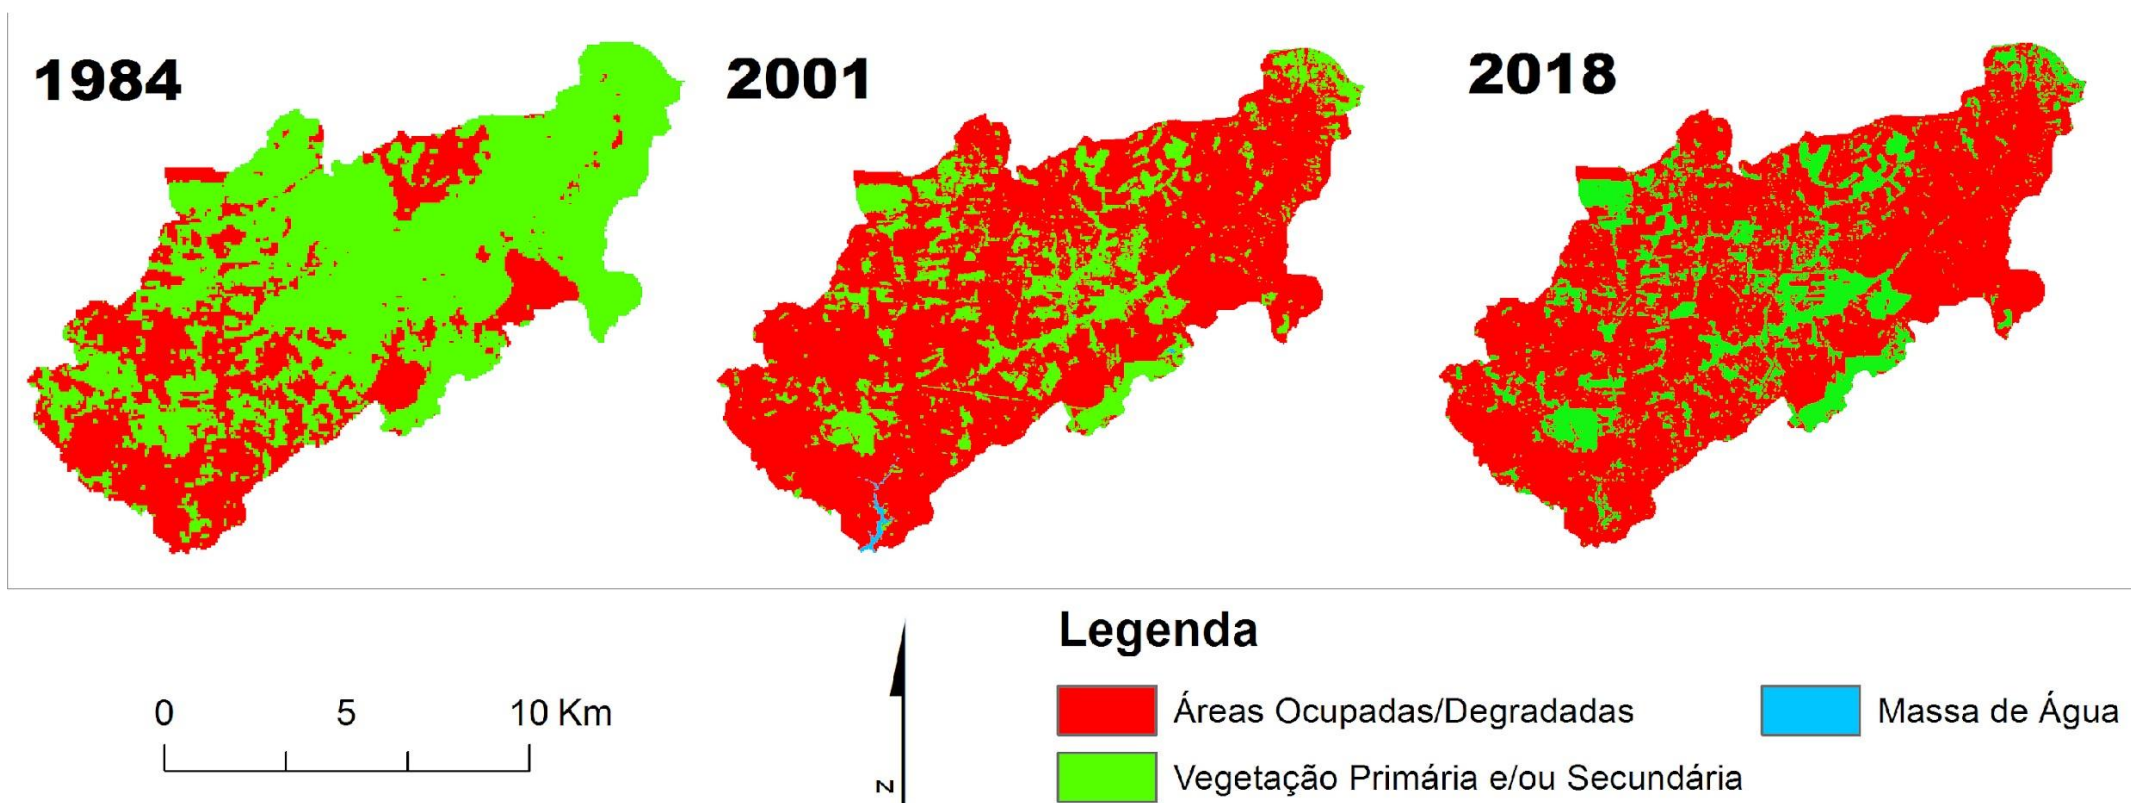 1984
2001
2018
Legenda
0 5 10 Km
Áreas Ocupadas/Degradadas
Massa de Água
Vegetação Primária e/ou Secundária
N